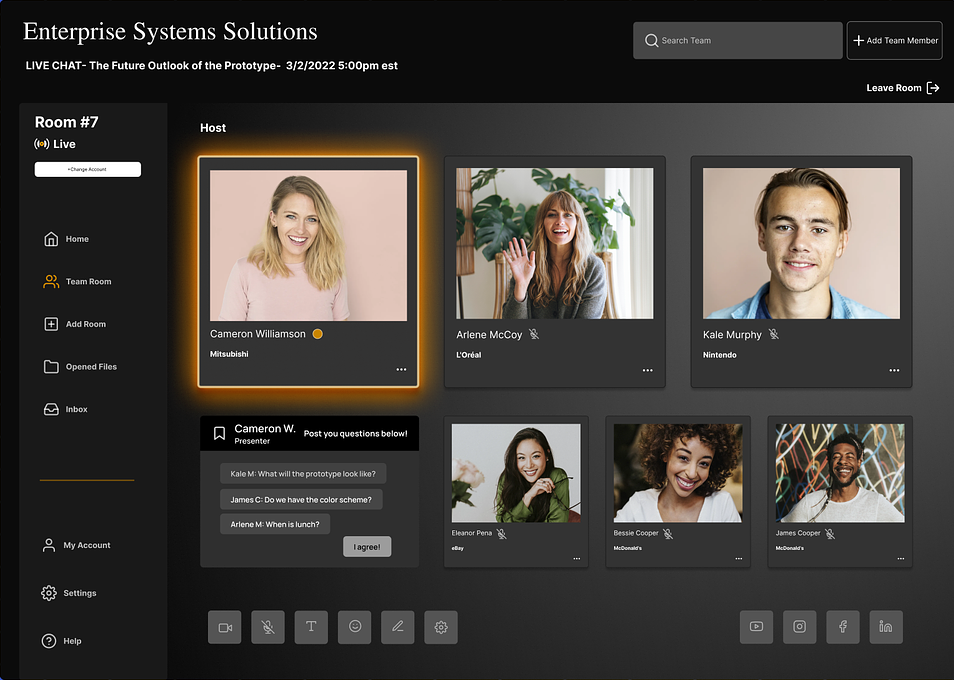 Enterprise Systems Solutions
LIVE CHAT- The Future Outlook of the Prototype- 3/2/2022 5:00pm est
Search Team
Add Team Member
Leave Room
Room #7
Live
+Change Account
Home
Team Room
Add Room
Opened Files
Inbox
My Account
Settings
Help
Host
Cameron Williamson
Mitsubishi
Arlene McCoy
L'Oréal
Kale Murphy
Nintendo
Cameron W.
Presenter
Post you questions below!
Kale M: What will the prototype look like?
James C: Do we have the color scheme?
Arlene M: When is lunch?
I agree!
Eleanor Pena
eBay
Bessie Cooper
McDonald's
James Cooper
McDonald's
T